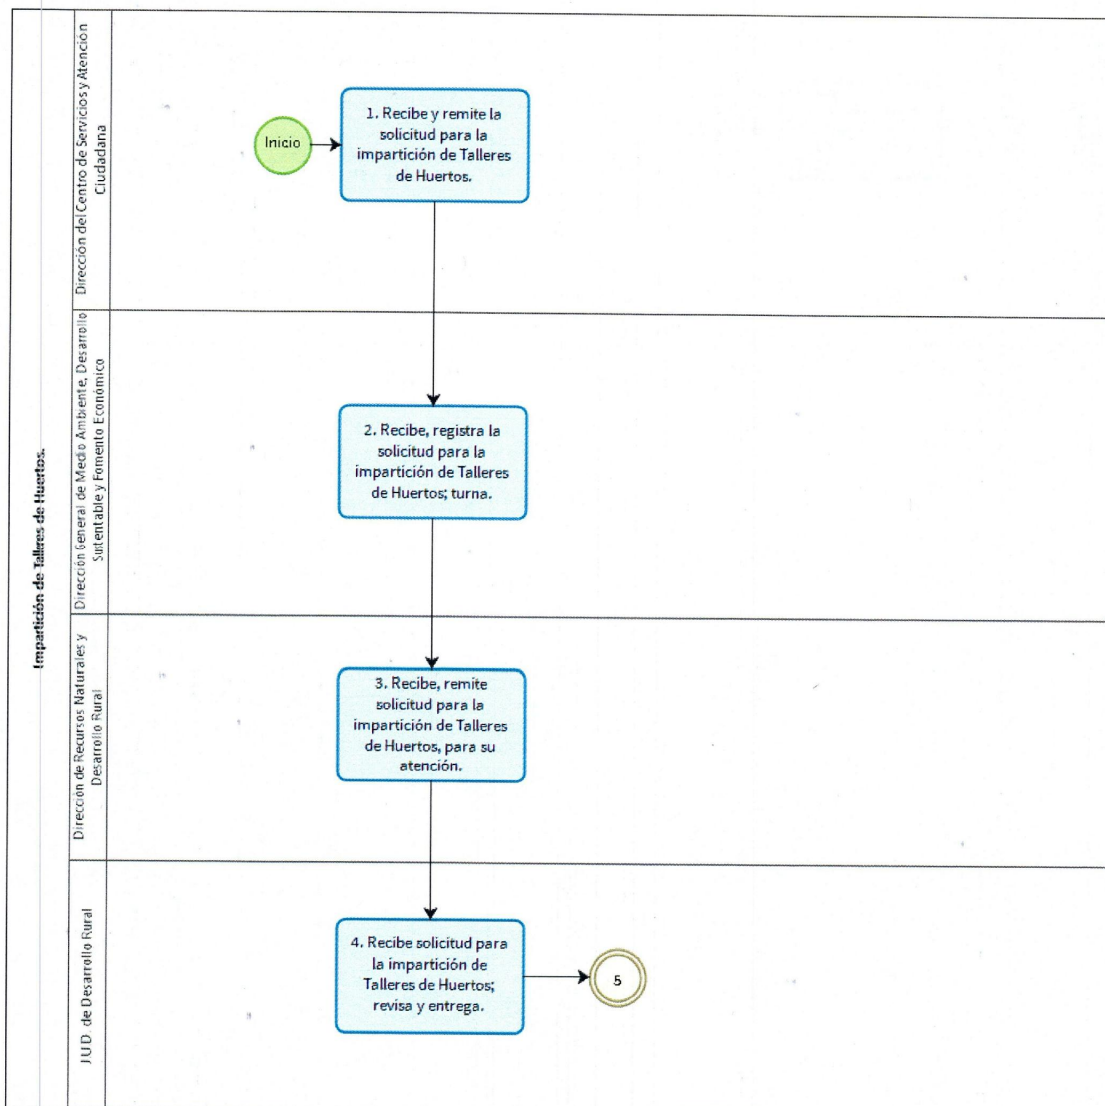 Impartición de Talleres de Huertos.
Dirección del Centro de Servicios y Atención
Ciudadana
Inicio
1. Recibe y remite la
solicitud para la
impartición de Talleres
de Huertos.
Dirección General de Medio Ambiente, Desarrollo
Sustentable y Fomento Económico
2. Recibe, registra la
solicitud para la
impartición de Talleres
de Huertos; turna.
Dirección de Recursos Naturales y
Desarrollo Rural
3. Recibe, remite
solicitud para la
impartición de Talleres
de Huertos, para su
atención.
J.U.D. de Desarrollo Rural
4. Recibe solicitud para
la impartición de
Talleres de Huertos;
revisa y entrega.
5